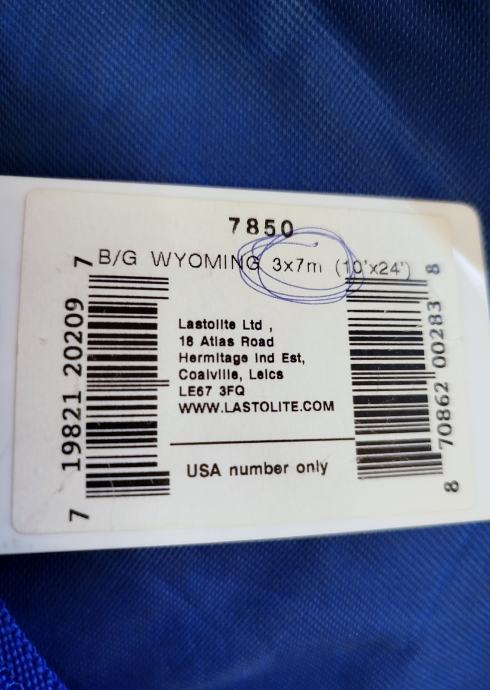 7850
B/G WYOMING 3x7m (10'x24')
Lastolite Ltd ,
18 Atlas Road
Hermitage Ind Est,
Coalville, Leics
LE67 3FQ
WWW.LASTOLITE.COM
USA number only
7 19821 20209 7
8 70862 00283 8